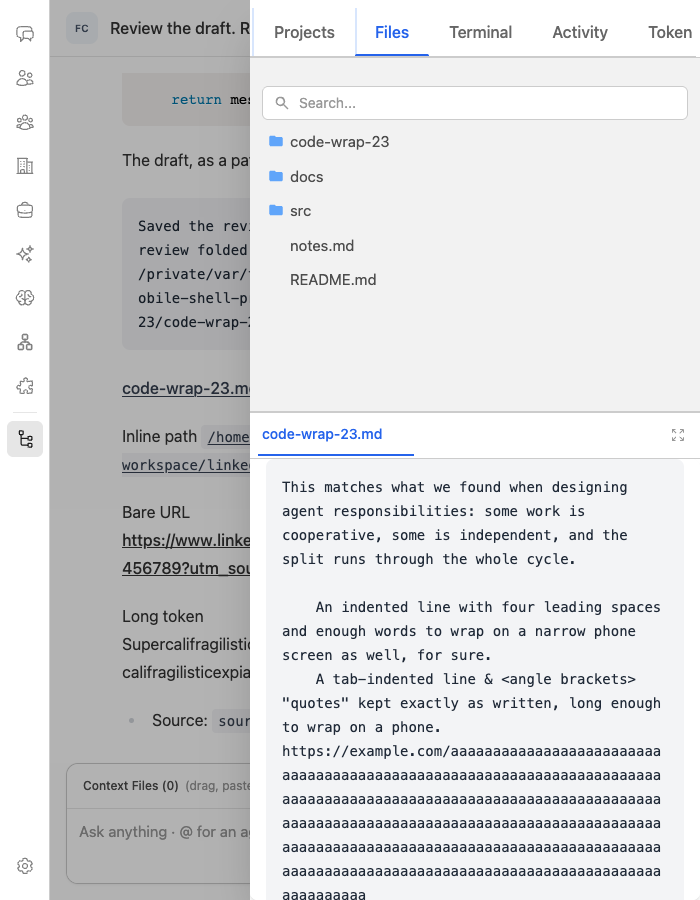 FC
Review the draft. R
Projects
Files
Terminal
Activity
Token
Search...
code-wrap-23
docs
src
notes.md
README.md
return mes
The draft, as a pa
Saved the revi
review folded
/private/var/
obile-shell-p
23/code-wrap-2
code-wrap-23.m
Inline path /home
workspace/linke
Bare URL
https://www.linke
456789?utm_sou
Long token
Supercalifragilistic
califragilisticexpia
Source: sour
Context Files (0) (drag, paste
Ask anything · @ for an a
code-wrap-23.md
This matches what we found when designing
agent responsibilities: some work is
cooperative, some is independent, and the
split runs through the whole cycle.
An indented line with four leading spaces
and enough words to wrap on a narrow phone
screen as well, for sure.
A tab-indented line & <angle brackets>
"quotes" kept exactly as written, long enough
to wrap on a phone.
https://example.com/aaaaaaaaaaaaaaaaaaaaaaaaa
aaaaaaaaaaaaaaaaaaaaaaaaaaaaaaaaaaaaaaaaaaaaa
aaaaaaaaaaaaaaaaaaaaaaaaaaaaaaaaaaaaaaaaaaaaa
aaaaaaaaaaaaaaaaaaaaaaaaaaaaaaaaaaaaaaaaaaaaa
aaaaaaaaaaaaaaaaaaaaaaaaaaaaaaaaaaaaaaaaaaaaa
aaaaaaaaaaaaaaaaaaaaaaaaaaaaaaaaaaaaaaaaaaaaa
aaaaaaaaaa